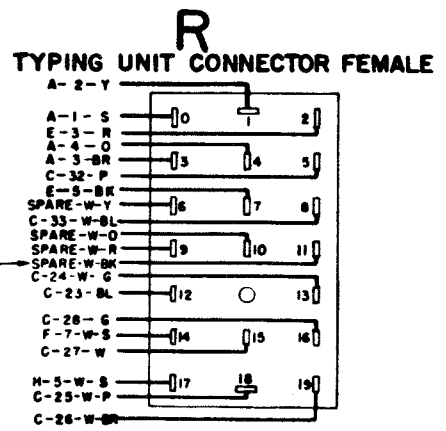 R
TYPING UNIT CONNECTOR FEMALE
A-2-Y
A-1-S 0 1 2
E-3-R
A-4-O
A-3-BR 3 4 5
C-32-P
E-5-BK
SPARE-W-Y 6 7 8
C-33-W-BL
SPARE-W-O
SPARE-W-R 9 10 11
SPARE-W-BK
C-24-W-G
C-23-BL 12 13
C-28-G
F-7-W-S 14 15 16
C-27-W
H-5-W-S 17 18 19
C-25-W-P
C-26-W-BR